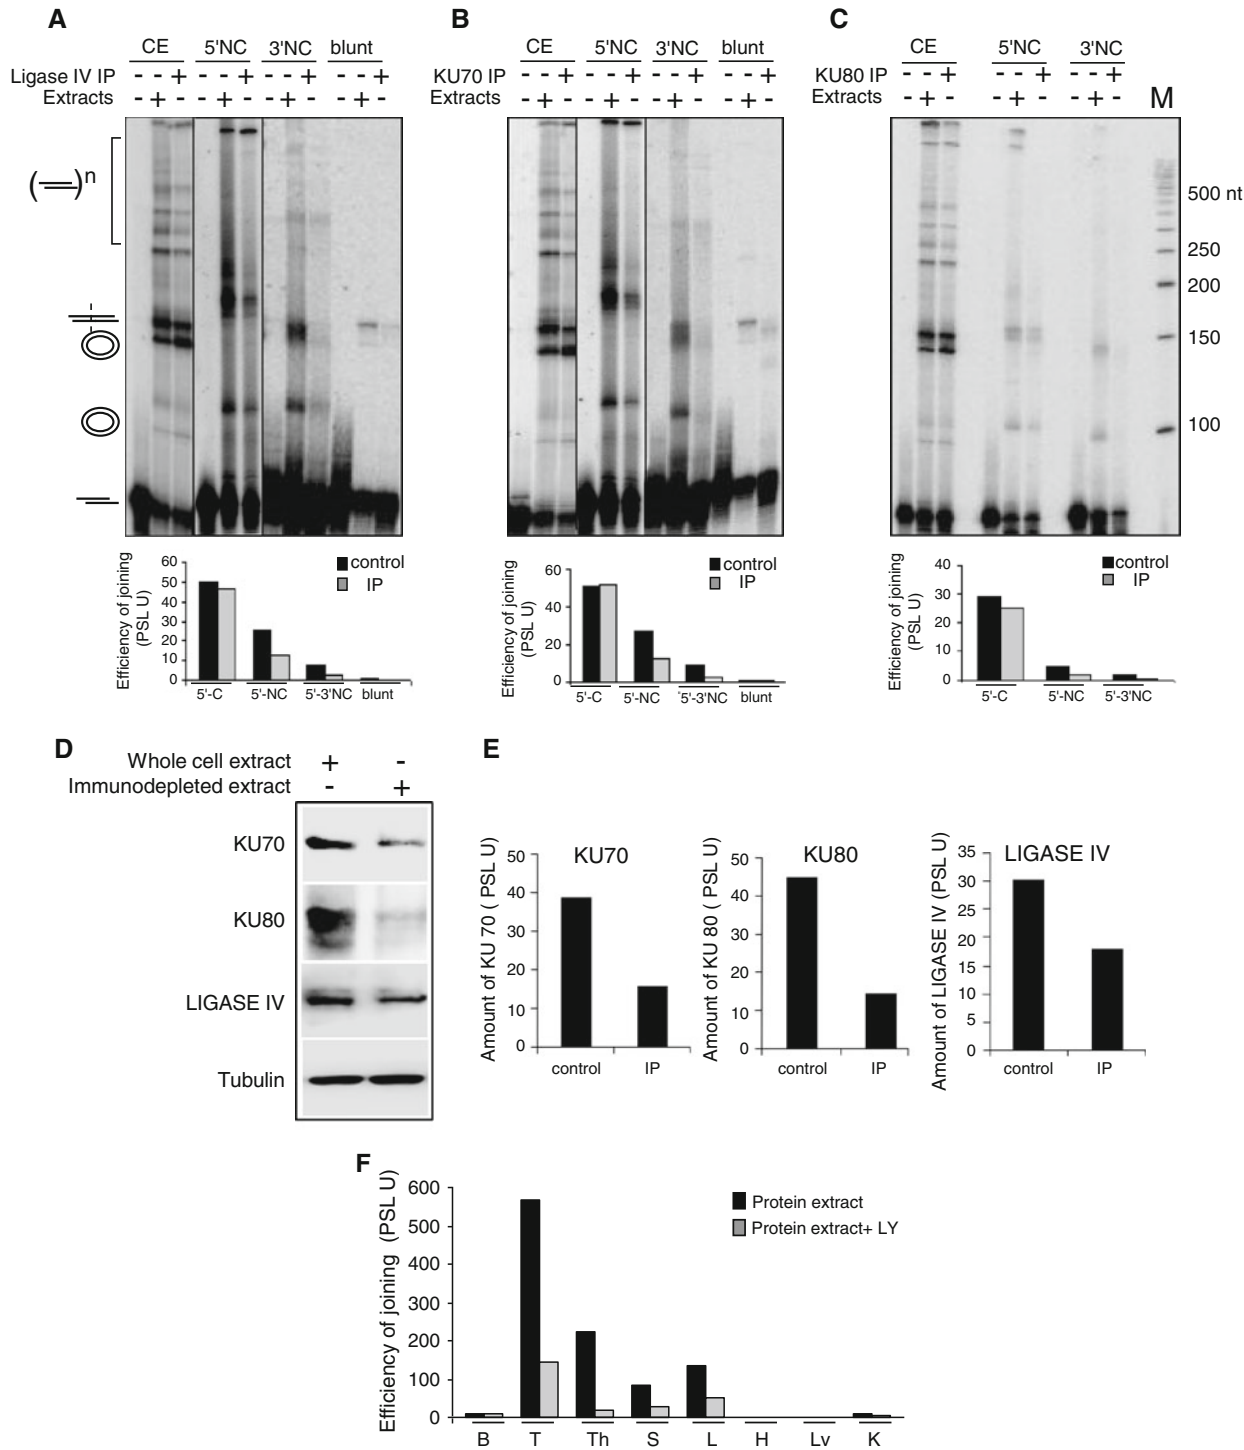 A
CE 5'NC 3'NC blunt
Ligase IV IP - - + - - + - - + - - +
Extracts - + - - + - - + - - + -
( )n
Efficiency of joining
(PSL U)
60
50
40
30
20
10
0
control
IP
5'-C 5'-NC 5'-3'NC blunt
B
CE 5'NC 3'NC blunt
KU70 IP - - + - - + - - + - - +
Extracts - + - - + - - + - - + -
Efficiency of joining
(PSL U)
60
40
20
0
control
IP
5'-C 5'-NC '5'-3'NC blunt
C
CE 5'NC 3'NC
KU80 IP - - + - - + - - +
Extracts - + - - + - - + - M
500 nt
250
200
150
100
Efficiency of joining
(PSL U)
40
30
20
10
0
control
IP
5'-C 5'-NC 5'-3'NC
D
Whole cell extract + -
Immunodepleted extract - +
KU70
KU80
LIGASE IV
Tubulin
E
KU70
Amount of KU 70 ( PSL U)
50
40
30
20
10
0
control IP
KU80
Amount of KU 80 ( PSL U)
50
40
30
20
10
0
control IP
LIGASE IV
Amount of LIGASE IV (PSL U)
35
30
25
20
15
10
5
0
control IP
F
Efficiency of joining (PSL U)
600
500
400
300
200
100
0
Protein extract
Protein extract+ LY
B T Th S L H Lv K